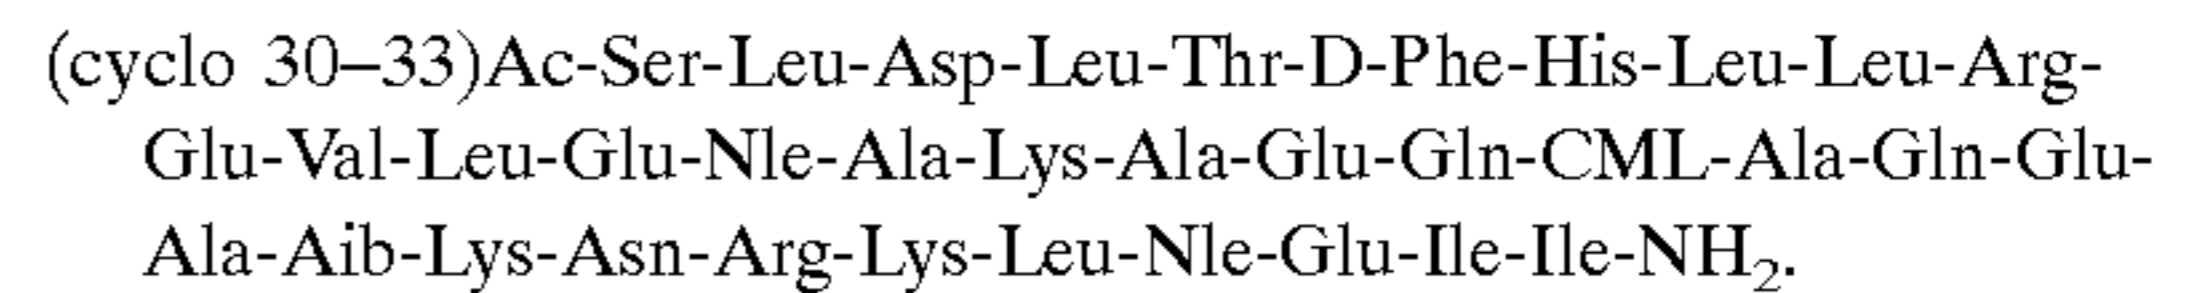 (cyclo 30–33)Ac-Ser-Leu-Asp-Leu-Thr-D-Phe-His-Leu-Leu-Arg-
Glu-Val-Leu-Glu-Nle-Ala-Lys-Ala-Glu-Gln-CML-Ala-Gln-Glu-
Ala-Aib-Lys-Asn-Arg-Lys-Leu-Nle-Glu-Ile-Ile-NH₂.